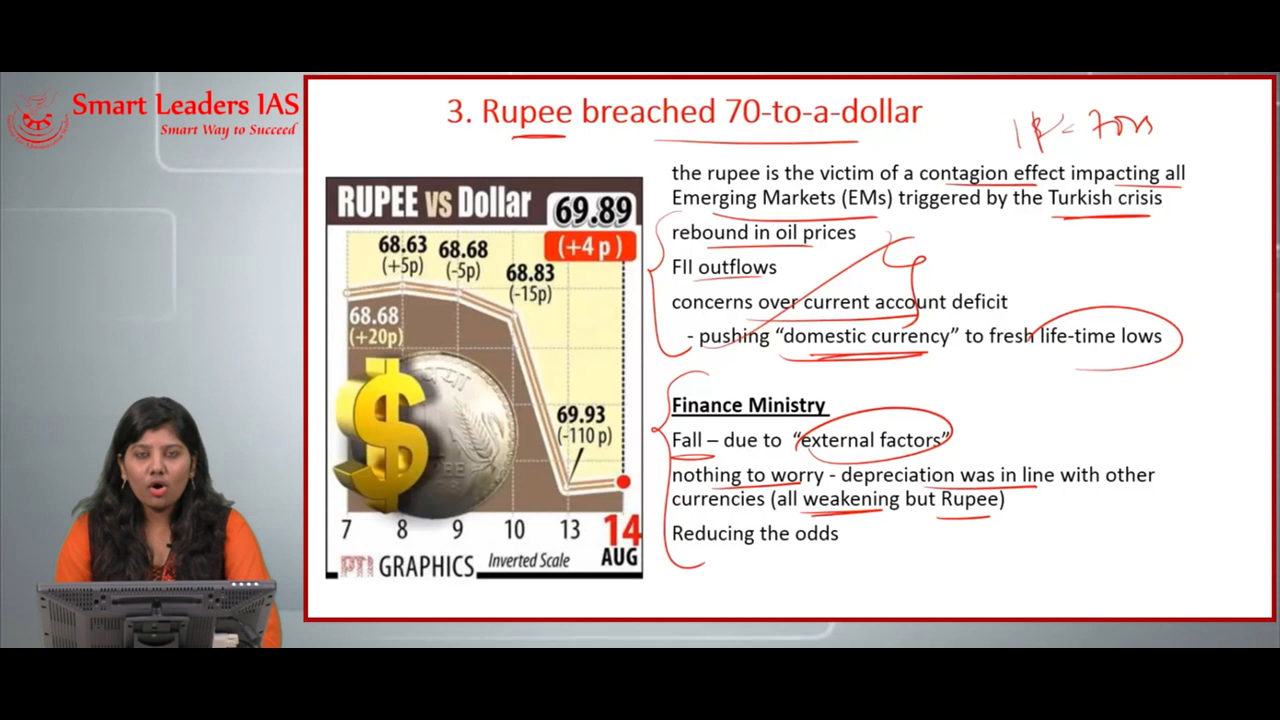 Smart Leaders IAS
Smart Way to Succeed
3. Rupee breached 70-to-a-dollar
1$ = 70rs
the rupee is the victim of a contagion effect impacting all
Emerging Markets (EMs) triggered by the Turkish crisis
rebound in oil prices
FII outflows
concerns over current account deficit
- pushing “domestic currency” to fresh life-time lows
Finance Ministry
Fall – due to “external factors”
nothing to worry - depreciation was in line with other
currencies (all weakening but Rupee)
Reducing the odds
RUPEE vs Dollar
69.89
(+4 p)
68.63
(+5p)
68.68
(-5p)
68.83
(-15p)
68.68
(+20p)
69.93
(-110 p)
7 8 9 10 13 14
AUG
PTI GRAPHICS
Inverted Scale